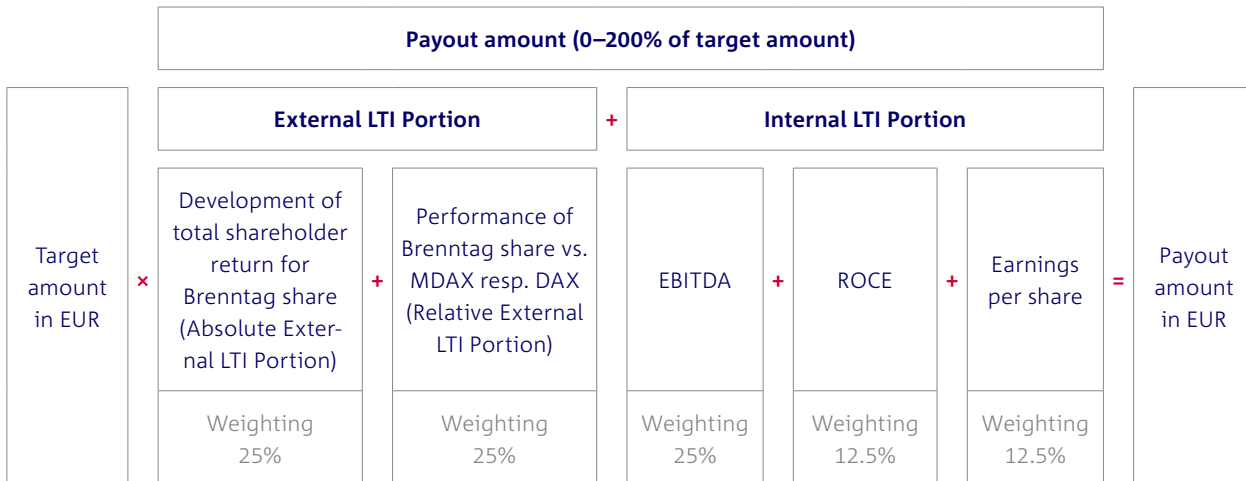 Payout amount (0–200% of target amount)
External LTI Portion
+
Internal LTI Portion
Target
amount
in EUR
×
Development of
total shareholder
return for
Brenntag share
(Absolute Exter-
nal LTI Portion)
+
Performance of
Brenntag share vs.
MDAX resp. DAX
(Relative External
LTI Portion)
EBITDA
+
ROCE
+
Earnings
per share
=
Payout
amount
in EUR
Weighting
25%
Weighting
25%
Weighting
25%
Weighting
12.5%
Weighting
12.5%